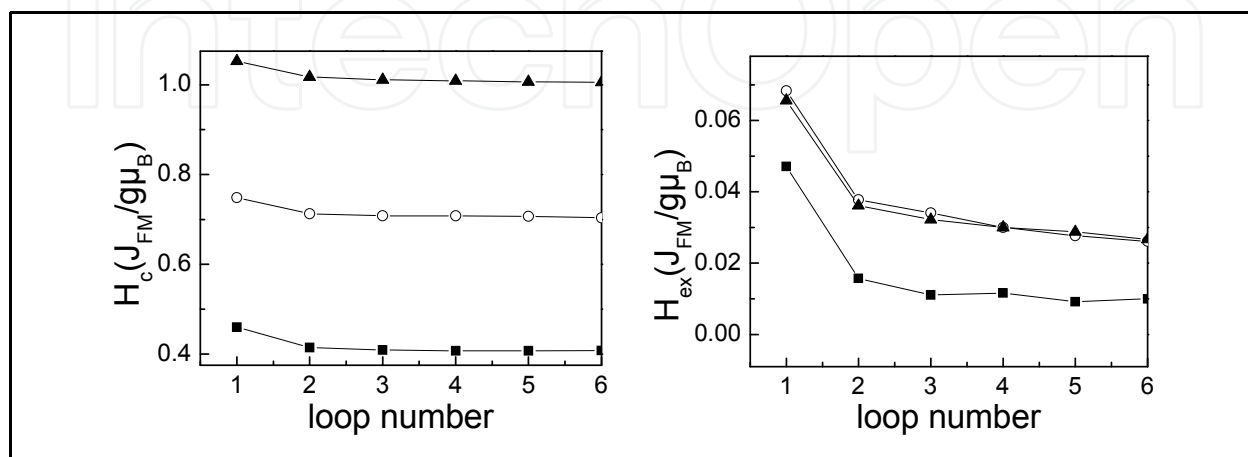 IntechOpen
1.0
0.8
0.6
0.4
H_c(J_FM/gμ_B)
1 2 3 4 5 6
loop number
0.06
0.04
0.02
0.00
H_ex(J_FM/gμ_B)
1 2 3 4 5 6
loop number